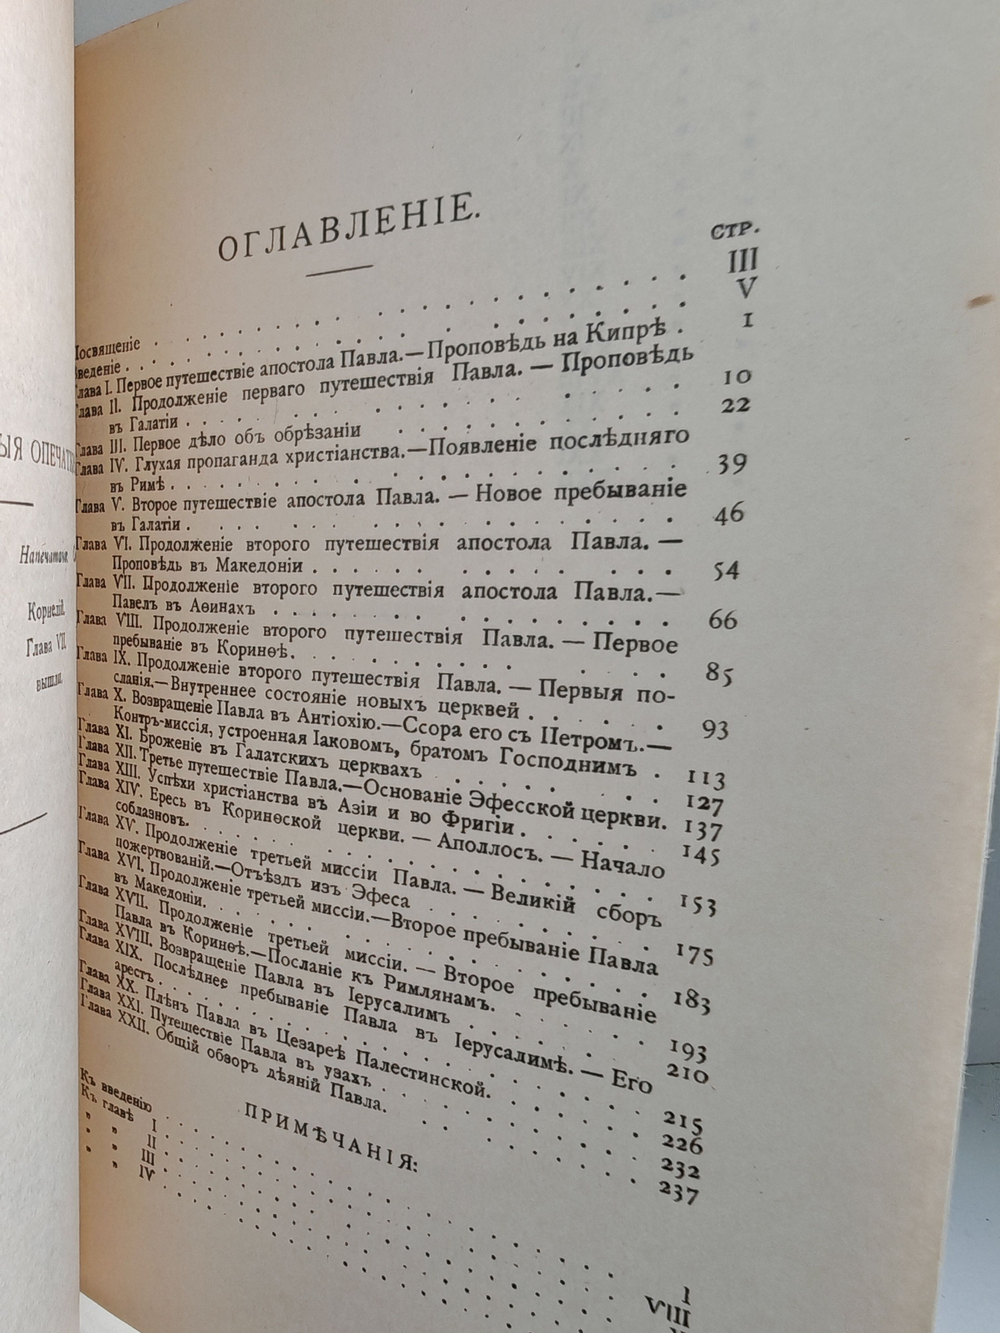 ОГЛАВЛЕНІЕ.
СТР.
Посвященіе . . . . . . . . . . . . . . . III
Введеніе . . . . . . . . . . . . . . . . V
Глава I. Первое путешествіе апостола Павла.—Проповѣдь на Кипрѣ . 1
Глава II. Продолженіе перваго путешествія Павла. — Проповѣдь
въ Галатіи . . . . . . . . . . . . . . 10
Глава III. Первое дѣло объ обрѣзаніи . . . . . . . . . 22
Глава IV. Глухая пропаганда христіанства.—Появленіе послѣдняго
въ Римѣ . . . . . . . . . . . . . . . 39
Глава V. Второе путешествіе апостола Павла. — Новое пребываніе
въ Галатіи . . . . . . . . . . . . . . 46
Глава VI. Продолженіе второго путешествія апостола Павла. —
Проповѣдь въ Македоніи . . . . . . . . . . 54
Глава VII. Продолженіе второго путешествія апостола Павла.—
Павелъ въ Аѳинахъ . . . . . . . . . . . . 66
Глава VIII. Продолженіе второго путешествія Павла. — Первое
пребываніе въ Коринѳѣ. . . . . . . . . . . 85
Глава IX. Продолженіе второго путешествія Павла. — Первыя по-
сланія.—Внутреннее состояніе новыхъ церквей . . . . . 93
Глава X. Возвращеніе Павла въ Антіохію.—Ссора его съ Петромъ.—
Контръ-миссія, устроенная Іаковомъ, братомъ Господнимъ . 113
Глава XI. Броженіе въ Галатскихъ церквахъ . . . . . . 127
Глава XII. Третье путешествіе Павла.—Основаніе Эфесской церкви. 137
Глава XIII. Успѣхи христіанства въ Азіи и во Фригіи . . . . . 145
Глава XIV. Ересь въ Коринѳской церкви. — Аполлосъ. — Начало
соблазновъ. . . . . . . . . . . . . . 153
Глава XV. Продолженіе третьей миссіи Павла. — Великій сборъ
пожертвованій.—Отъѣздъ изъ Эфеса . . . . . . . 175
Глава XVI. Продолженіе третьей миссіи.—Второе пребываніе Павла
въ Македоніи. . . . . . . . . . . . . 183
Глава XVII. Продолженіе третьей миссіи. — Второе пребываніе
Павла въ Коринѳѣ.—Посланіе къ Римлянамъ. . . . . 193
Глава XVIII. Возвращеніе Павла въ Іерусалимъ . . . . . . 210
Глава XIX. Послѣднее пребываніе Павла въ Іерусалимѣ. — Его
арестъ. . . . . . . . . . . . . . . 215
Глава XX. Плѣнъ Павла въ Цезареѣ Палестинской. . . . . . 226
Глава XXI. Путешествіе Павла въ узахъ . . . . . . . . 232
Глава XXII. Общій обзоръ дѣяній Павла. . . . . . . . 237
ПРИМѢЧАНІЯ:
Къ введенію . . . . . . . . . . . . . I
Къ главѣ I . . . . . . . . . . . . . VIII
„ „ II . . . . . . . . . . . . .
„ „ III . . . . . . . . . . . . .
„ „ IV . . . . . . . . . . . . .
Корнелій,
Глава VII,
вышла